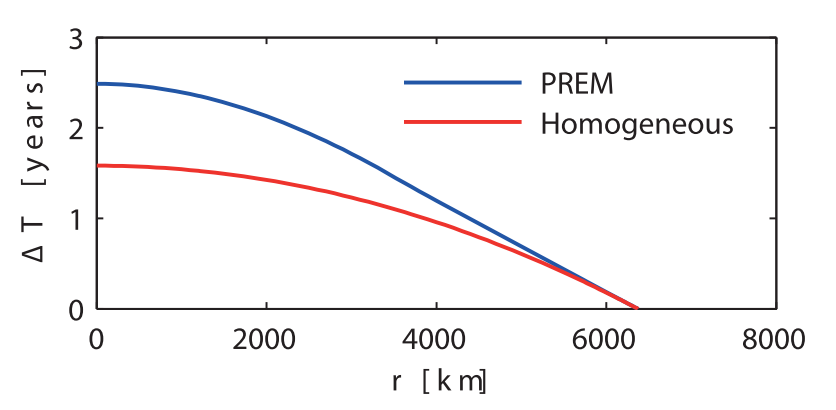 3
2
1
0
Δ T [years]
PREM
Homogeneous
0 2000 4000 6000 8000
r [km]